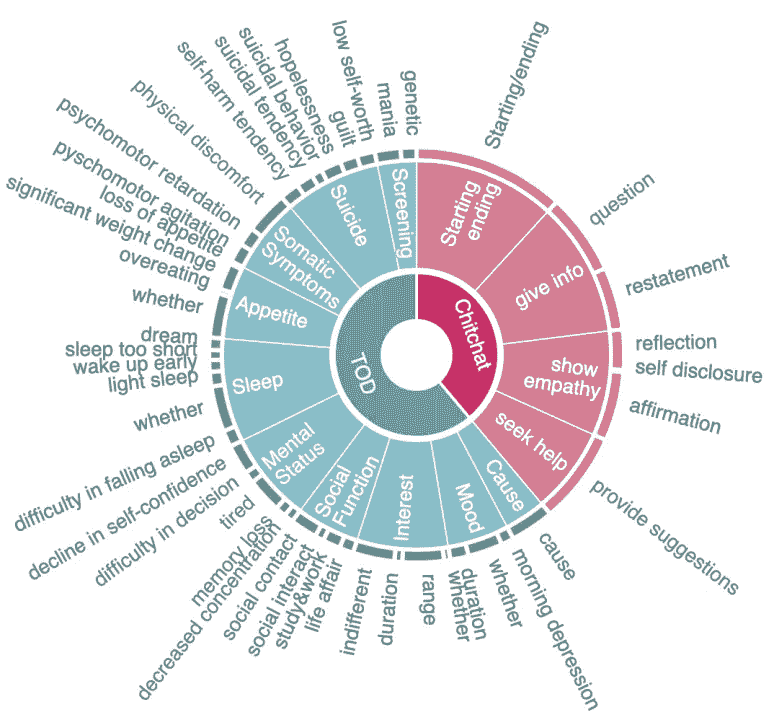 Chitchat
TOD
Starting
ending
give info
show
empathy
seek help
Cause
Mood
Interest
Social
Function
Mental
Status
Sleep
Appetite
Somatic
Symptoms
Suicide
Screening
Starting/ending
question
restatement
reflection
self disclosure
affirmation
provide suggestions
cause
morning depression
whether
duration
whether
range
duration
indifferent
life affair
study&work
social interact
social contact
decreased concentration
memory loss
tired
difficulty in decision
decline in self-confidence
difficulty in falling asleep
whether
light sleep
wake up early
sleep too short
dream
whether
overeating
significant weight change
loss of appetite
pyschomotor agitation
psychomotor retardation
physical discomfort
self-harm tendency
suicidal tendency
suicidal behavior
hopelessness
guilt
low self-worth
mania
genetic